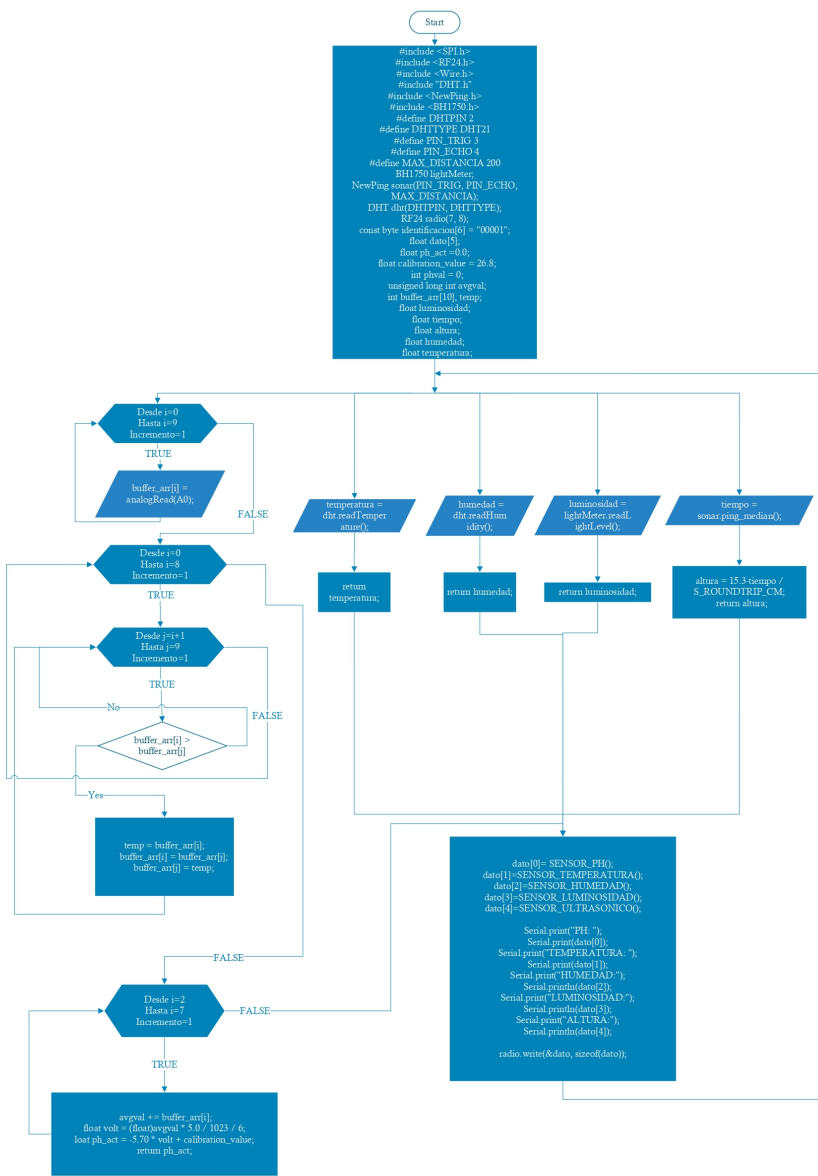 Start
#include <SPI.h>
#include <RF24.h>
#include <Wire.h>
#include "DHT.h"
#include <NewPing.h>
#include <BH1750.h>
#define DHTPIN 2
#define DHTTYPE DHT21
#define PIN_TRIG 3
#define PIN_ECHO 4
#define MAX_DISTANCIA 200
BH1750 lightMeter;
NewPing sonar(PIN_TRIG, PIN_ECHO,
MAX_DISTANCIA);
DHT dht(DHTPIN, DHTTYPE);
RF24 radio(7, 8);
const byte identificacion[6] = "00001";
float dato[5];
float ph_act =0.0;
float calibration_value = 26.8;
int phval = 0;
unsigned long int avgval;
int buffer_arr[10], temp;
float luminosidad;
float tiempo;
float altura;
float humedad;
float temperatura;
Desde i=0
Hasta i=9
Incremento=1
TRUE
buffer_arr[i] =
analogRead(A0);
FALSE
Desde i=0
Hasta i=8
Incremento=1
TRUE
Desde j=i+1
Hasta j=9
Incremento=1
TRUE
FALSE
No
buffer_arr[i] >
buffer_arr[j]
Yes
temp = buffer_arr[i];
buffer_arr[i] = buffer_arr[j];
buffer_arr[j] = temp;
FALSE
Desde i=2
Hasta i=7
Incremento=1
FALSE
TRUE
avgval += buffer_arr[i];
float volt = (float)avgval * 5.0 / 1023 / 6;
loat ph_act = -5.70 * volt + calibration_value;
return ph_act;
temperatura =
dht.readTemper
ature();
return
temperatura;
humedad =
dht.readHum
idity();
return humedad;
luminosidad =
lightMeter.readL
ightLevel();
return luminosidad;
tiempo =
sonar.ping_median();
altura = 15.3-tiempo /
S_ROUNDTRIP_CM;
return altura;
dato[0]= SENSOR_PH();
dato[1]=SENSOR_TEMPERATURA();
dato[2]=SENSOR_HUMEDAD();
dato[3]=SENSOR_LUMINOSIDAD();
dato[4]=SENSOR_ULTRASONICO();
Serial.print("PH: ");
Serial.print(dato[0]);
Serial.print("TEMPERATURA: ");
Serial.print(dato[1]);
Serial.print("HUMEDAD:");
Serial.println(dato[2]);
Serial.print("LUMINOSIDAD:");
Serial.println(dato[3]);
Serial.print("ALTURA:");
Serial.println(dato[4]);
radio.write(&dato, sizeof(dato));